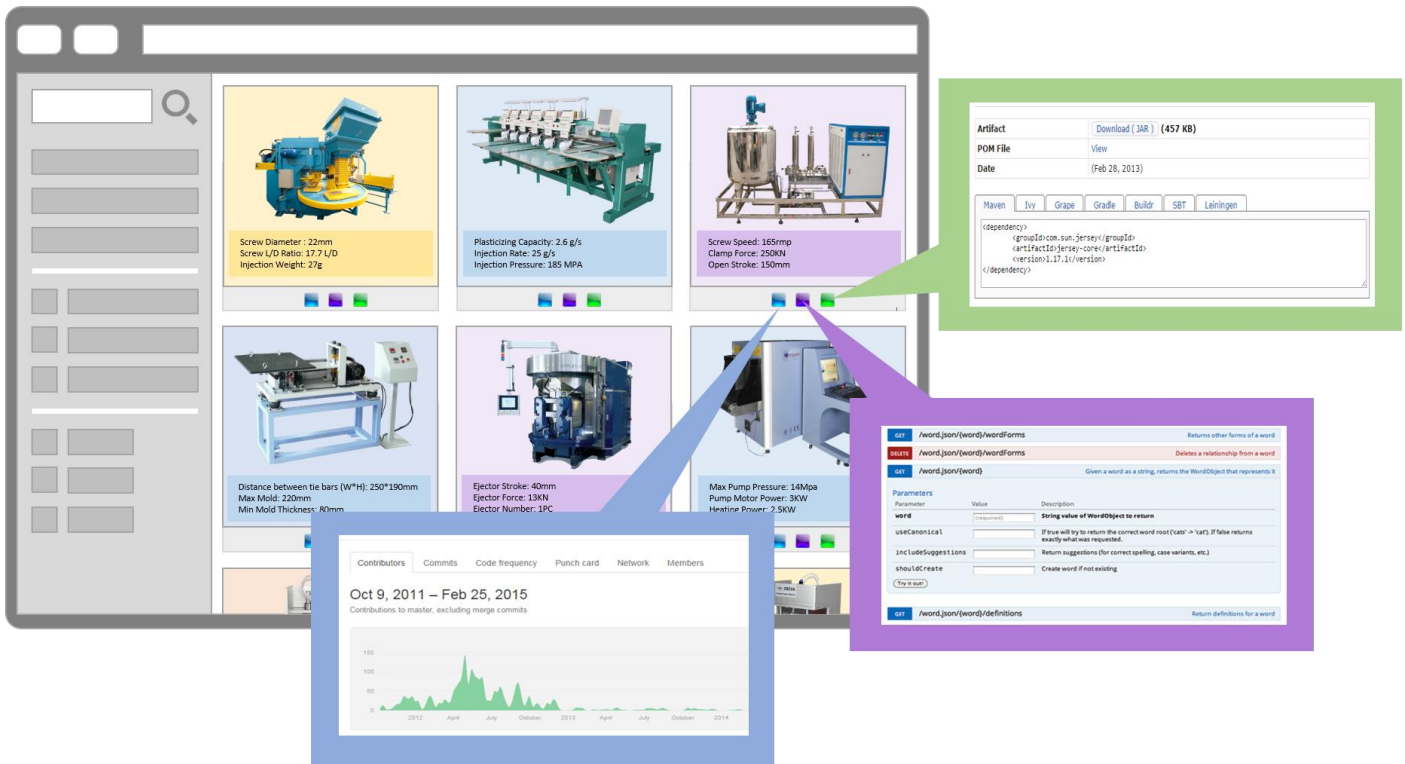 Screw Diameter : 22mm
Screw L/D Ratio: 17.7 L/D
Injection Weight: 27g
Plasticizing Capacity: 2.6 g/s
Injection Rate: 25 g/s
Injection Pressure: 185 MPA
Screw Speed: 165rmp
Clamp Force: 250KN
Open Stroke: 150mm
Artifact
Download ( JAR ) (457 KB)
POM File
View
Date
(Feb 28, 2013)
Maven Ivy Grape Gradle Buildr SBT Leiningen
<dependency>
<groupId>com.sun.jersey</groupId>
<artifactId>jersey-core</artifactId>
<version>1.17.1</version>
</dependency>
Distance between tie bars (W*H): 250*190mm
Max Mold: 220mm
Min Mold Thickness: 80mm
Ejector Stroke: 40mm
Ejector Force: 13KN
Ejector Number: 1PC
Max Pump Pressure: 14Mpa
Pump Motor Power: 3KW
Heating Power: 2.5KW
GET /word.json/{word}/wordForms Returns other forms of a word
DELETE /word.json/{word}/wordForms Deletes a relationship from a word
GET /word.json/{word} Given a word as a string, returns the WordObject that represents it
Parameters
Parameter Value Description
word (required) String value of WordObject to return
useCanonical If true will try to return the correct word root ('cats' -> 'cat'). If false returns
exactly what was requested.
includeSuggestions Return suggestions (for correct spelling, case variants, etc.)
shouldCreate Create word if not existing
Try it out!
GET /word.json/{word}/definitions Return definitions for a word
Contributors Commits Code frequency Punch card Network Members
Oct 9, 2011 – Feb 25, 2015
Contributions to master, excluding merge commits
150
100
50
0
2012 April July October 2013 April July October 2014